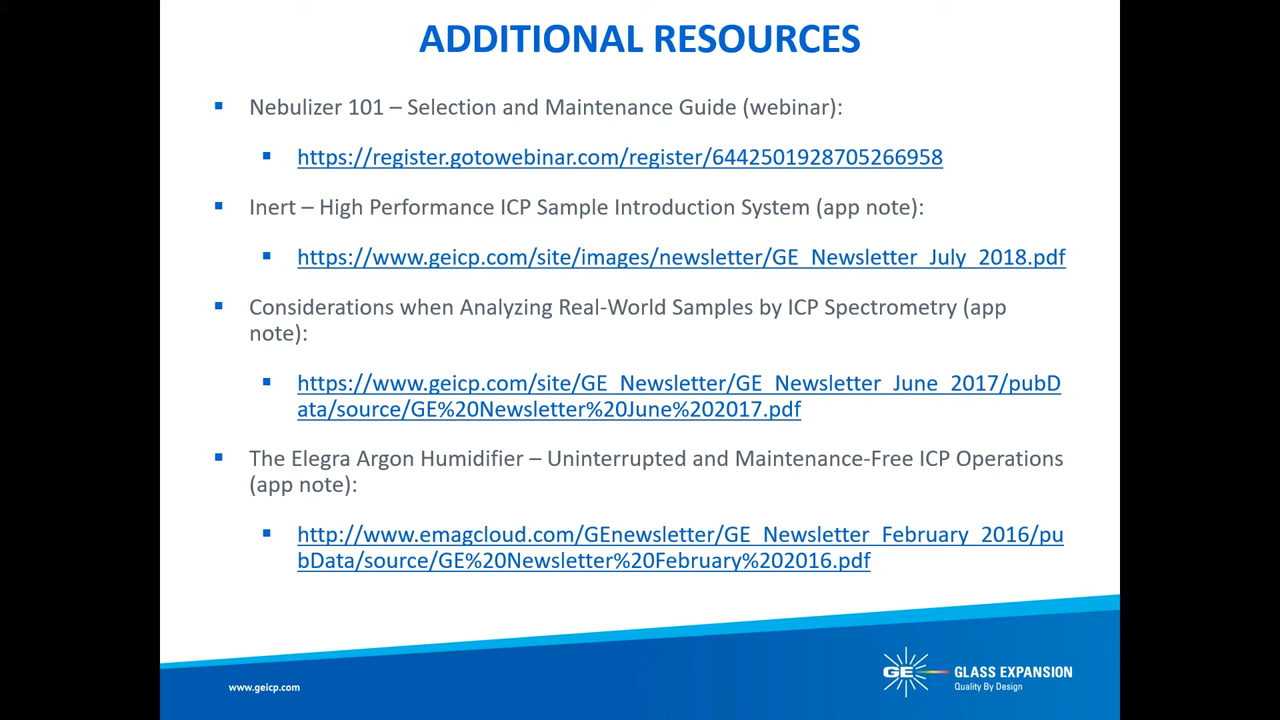 ADDITIONAL RESOURCES
Nebulizer 101 – Selection and Maintenance Guide (webinar):
https://register.gotowebinar.com/register/6442501928705266958
Inert – High Performance ICP Sample Introduction System (app note):
https://www.geicp.com/site/images/newsletter/GE_Newsletter_July_2018.pdf
Considerations when Analyzing Real-World Samples by ICP Spectrometry (app
note):
https://www.geicp.com/site/GE_Newsletter/GE_Newsletter_June_2017/pubD
ata/source/GE%20Newsletter%20June%202017.pdf
The Elegra Argon Humidifier – Uninterrupted and Maintenance-Free ICP Operations
(app note):
http://www.emagcloud.com/GEnewsletter/GE_Newsletter_February_2016/pu
bData/source/GE%20Newsletter%20February%202016.pdf
www.geicp.com
GE GLASS EXPANSION
Quality By Design